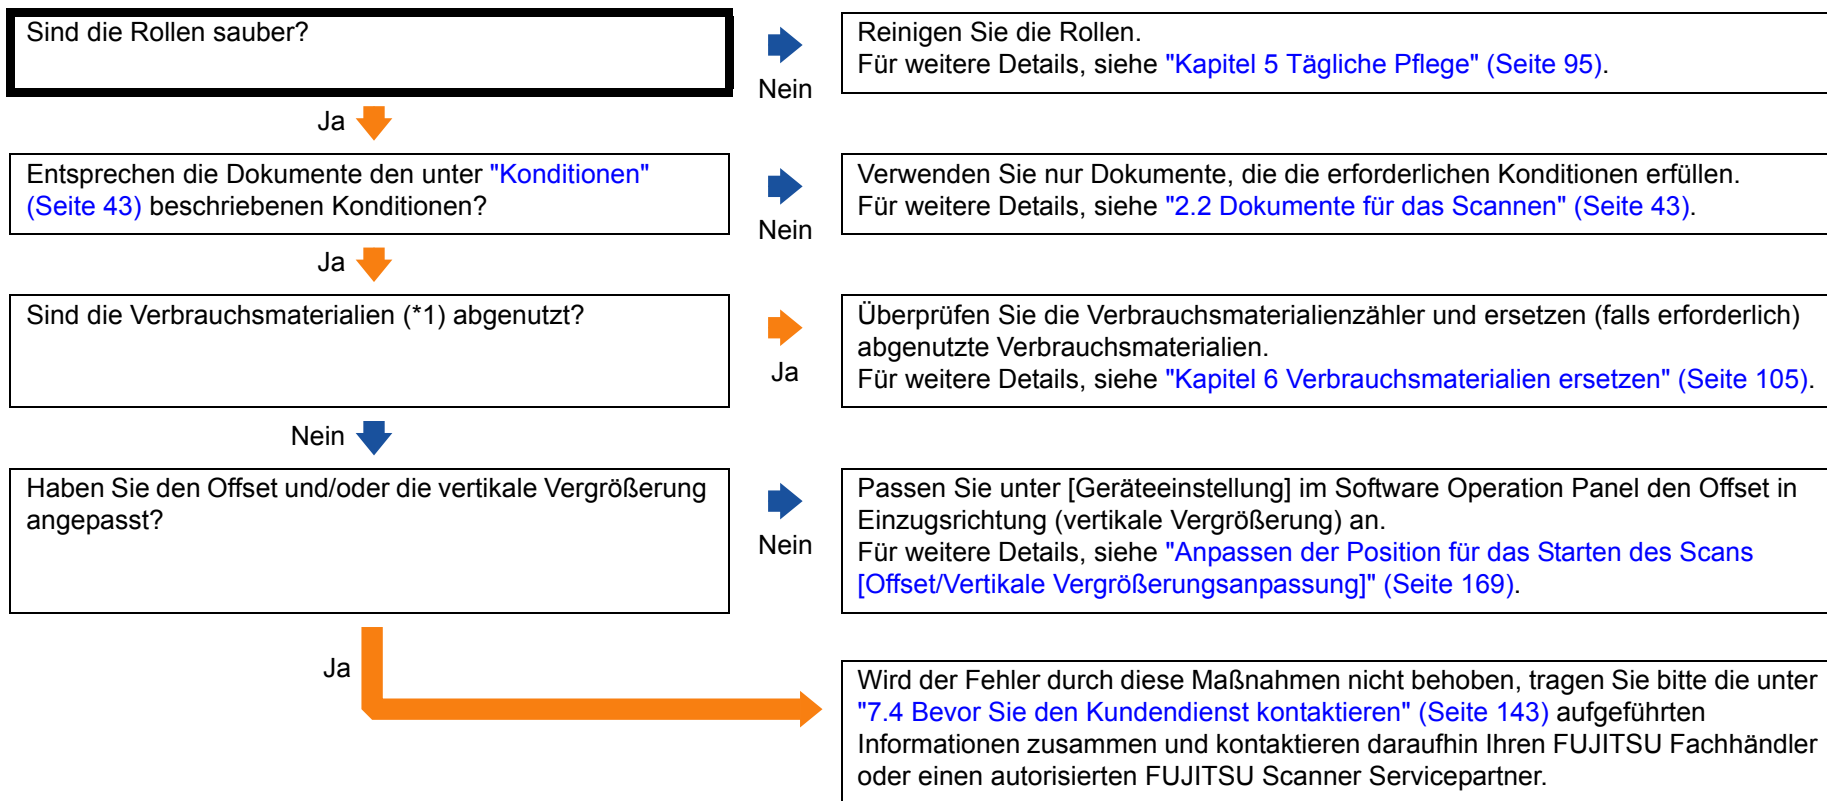 Sind die Rollen sauber?
Nein
Reinigen Sie die Rollen.
Für weitere Details, siehe "Kapitel 5 Tägliche Pflege" (Seite 95).
Ja
Entsprechen die Dokumente den unter "Konditionen"
(Seite 43) beschriebenen Konditionen?
Nein
Verwenden Sie nur Dokumente, die die erforderlichen Konditionen erfüllen.
Für weitere Details, siehe "2.2 Dokumente für das Scannen" (Seite 43).
Ja
Sind die Verbrauchsmaterialien (*1) abgenutzt?
Ja
Überprüfen Sie die Verbrauchsmaterialienzähler und ersetzen (falls erforderlich)
abgenutzte Verbrauchsmaterialien.
Für weitere Details, siehe "Kapitel 6 Verbrauchsmaterialien ersetzen" (Seite 105).
Nein
Haben Sie den Offset und/oder die vertikale Vergrößerung
angepasst?
Nein
Passen Sie unter [Geräteeinstellung] im Software Operation Panel den Offset in
Einzugsrichtung (vertikale Vergrößerung) an.
Für weitere Details, siehe "Anpassen der Position für das Starten des Scans
[Offset/Vertikale Vergrößerungsanpassung]" (Seite 169).
Ja
Wird der Fehler durch diese Maßnahmen nicht behoben, tragen Sie bitte die unter
"7.4 Bevor Sie den Kundendienst kontaktieren" (Seite 143) aufgeführten
Informationen zusammen und kontaktieren daraufhin Ihren FUJITSU Fachhändler
oder einen autorisierten FUJITSU Scanner Servicepartner.